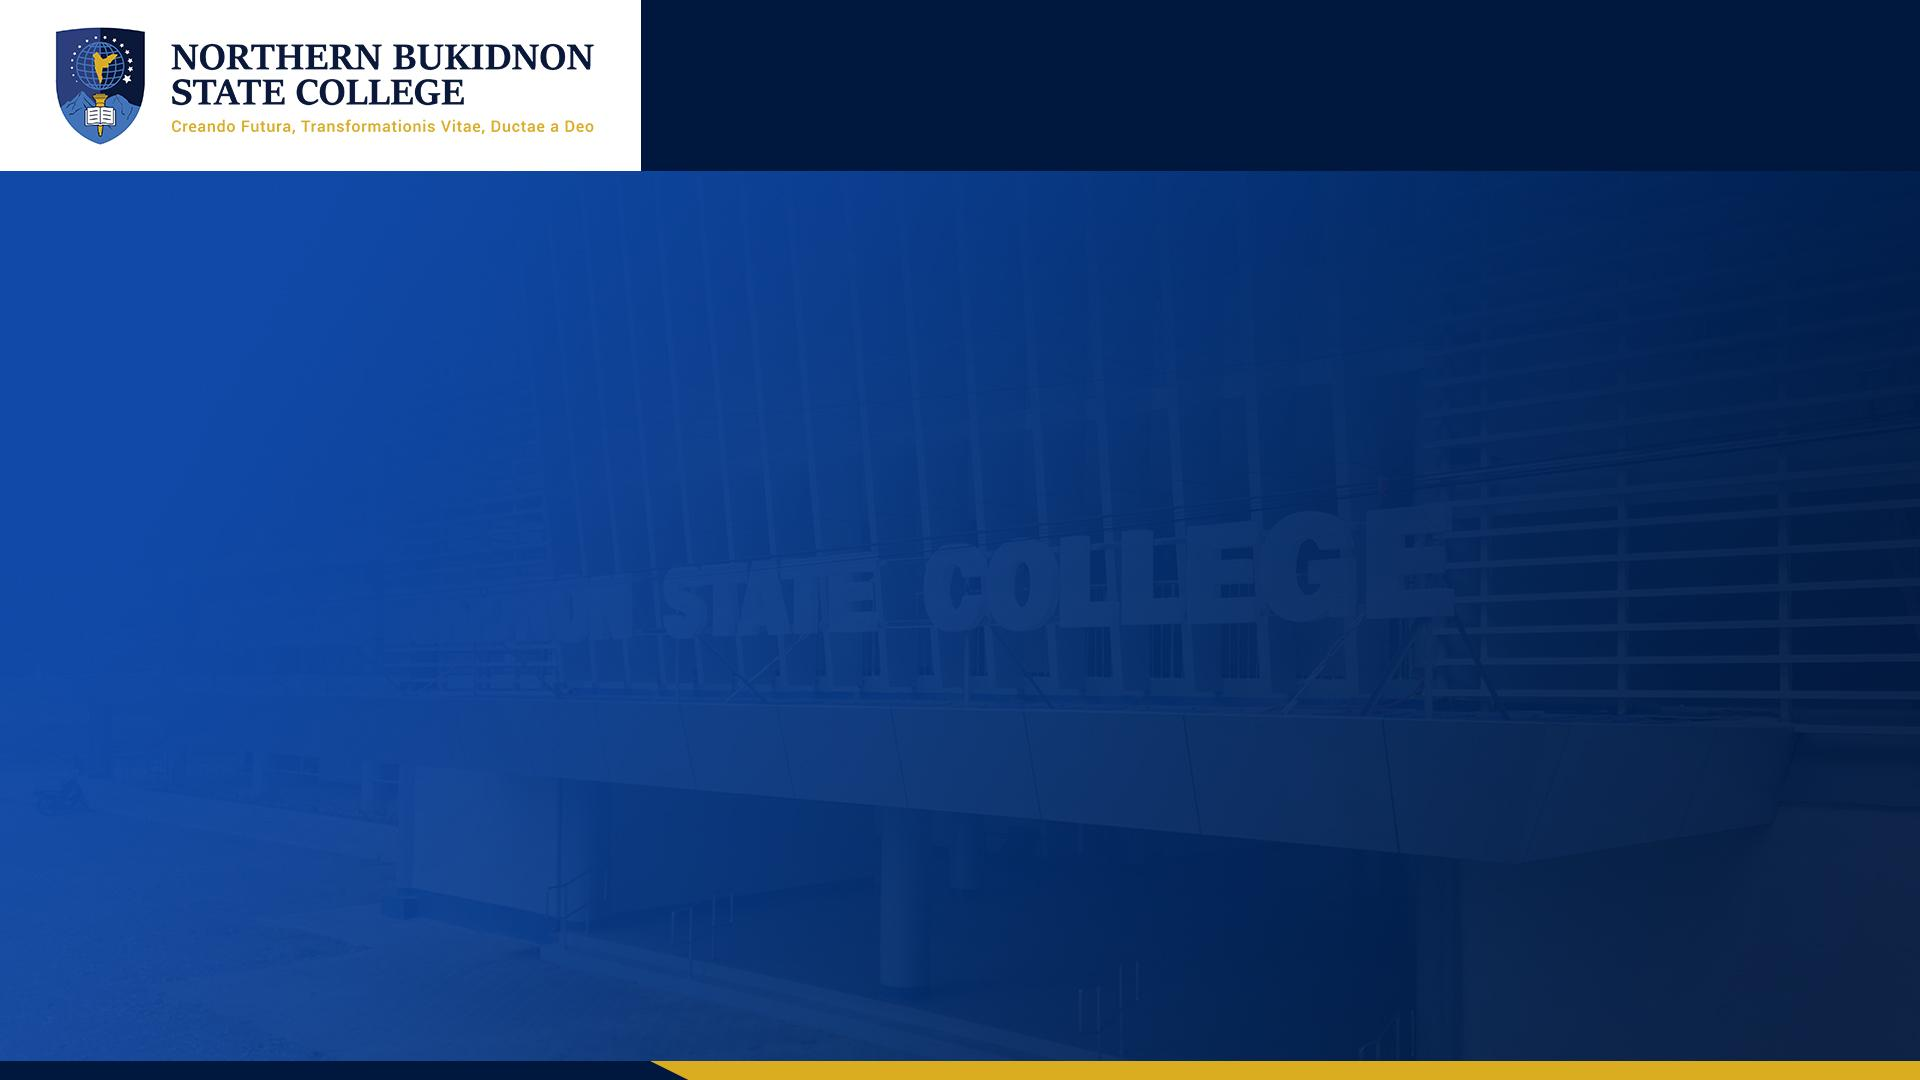 NORTHERN BUKIDNON
STATE COLLEGE
Creando Futura, Transformationis Vitae, Ductae a Deo
STATE COLLEGE